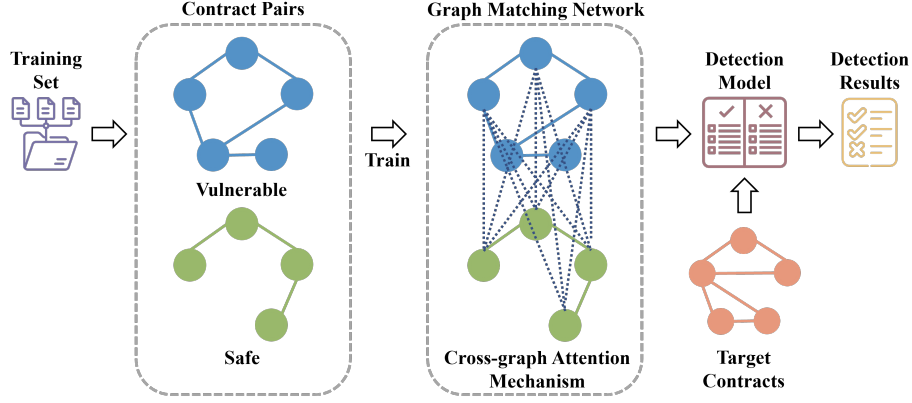 Contract Pairs
Graph Matching Network
Training
Set
Detection
Model
Detection
Results
Train
Vulnerable
Safe
Cross-graph Attention
Mechanism
Target
Contracts